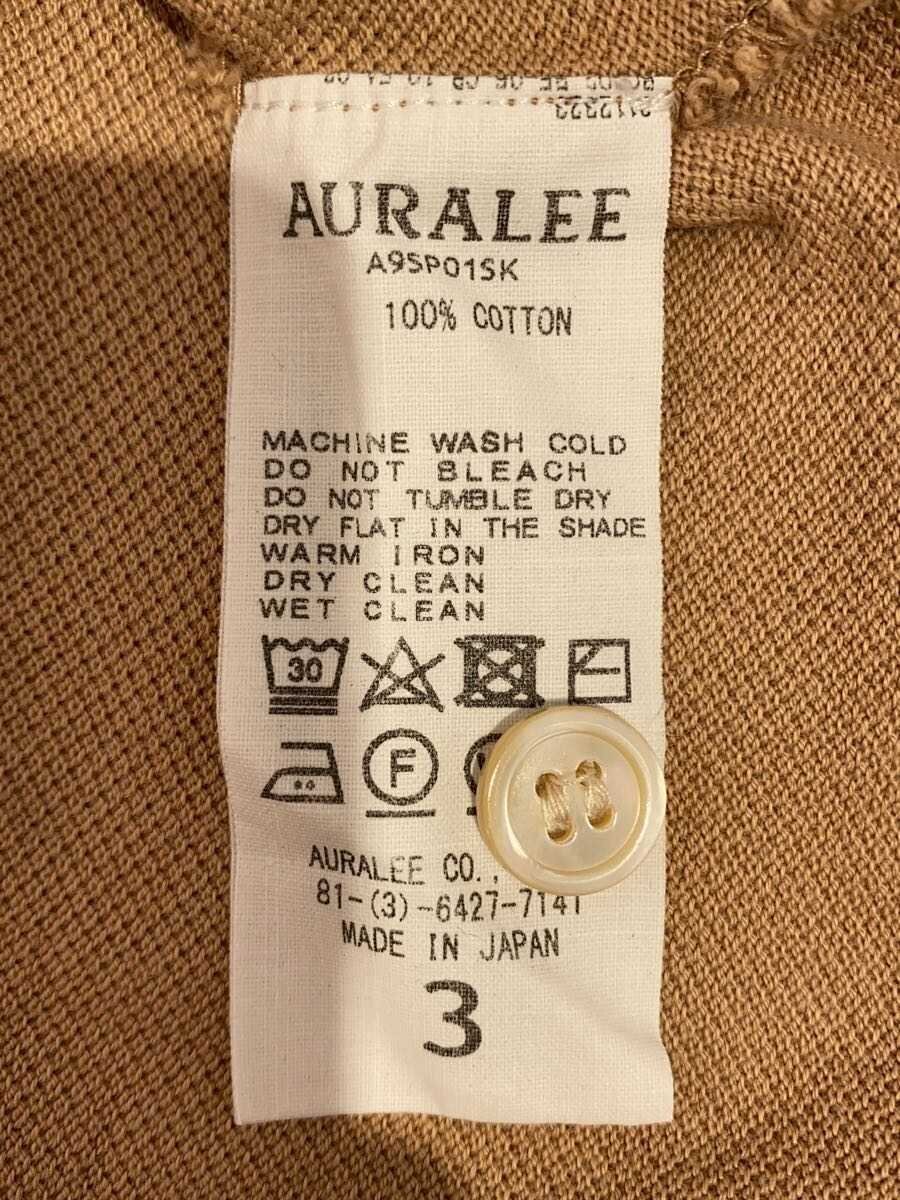 AURALEE
A9SP01SK
100% COTTON
MACHINE WASH COLD
DO NOT BLEACH
DO NOT TUMBLE DRY
DRY FLAT IN THE SHADE
WARM IRON
DRY CLEAN
WET CLEAN
30
F
AURALEE CO.,
81-(3)-6427-7141
MADE IN JAPAN
3